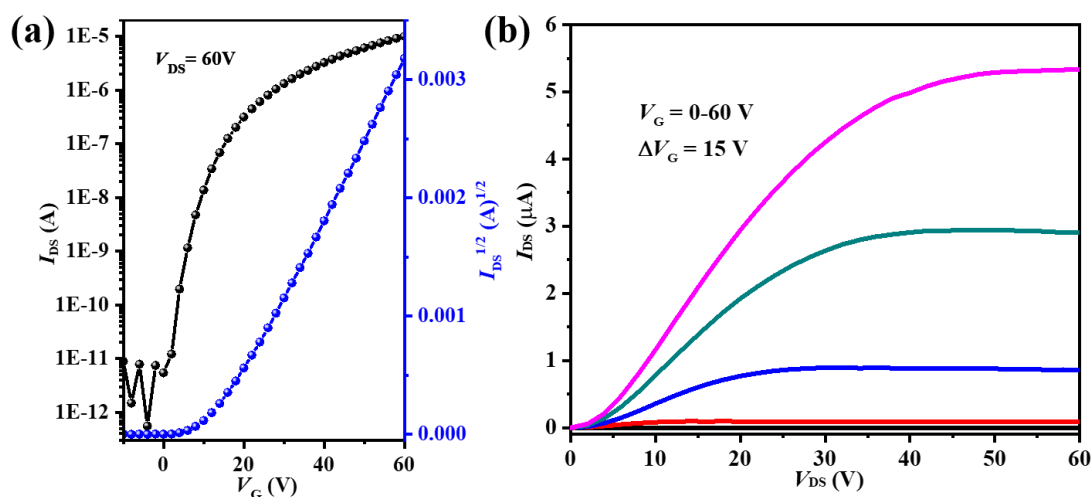 (a)
V_DS= 60V
1E-5
1E-6
1E-7
1E-8
1E-9
1E-10
1E-11
1E-12
I_DS (A)
0 20 40 60
V_G (V)
0.003
0.002
0.001
0.000
I_DS^1/2 (A)^1/2
(b)
V_G = 0-60 V
ΔV_G = 15 V
6
5
4
3
2
1
0
I_DS (μA)
0 10 20 30 40 50 60
V_DS (V)